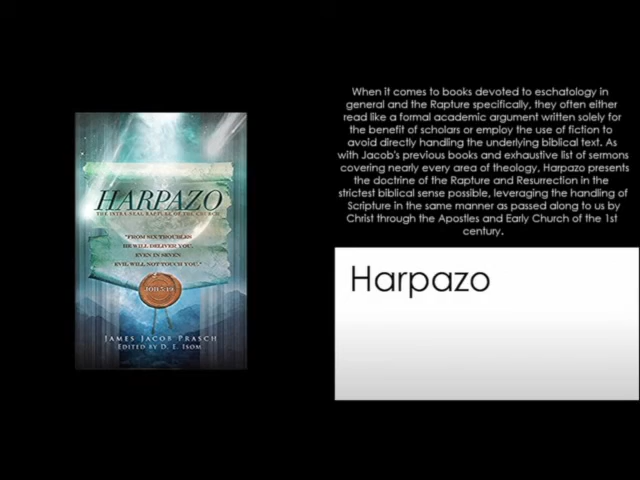 HARPAZO
THE INTRA-SEAL RAPTURE OF THE CHURCH
"FROM SIX TROUBLES
HE WILL DELIVER YOU,
EVEN IN SEVEN
EVIL WILL NOT TOUCH YOU."
JOB 5:19
JAMES JACOB PRASCH
EDITED BY D. E. ISOM
When it comes to books devoted to eschatology in
general and the Rapture specifically, they often either
read like a formal academic argument written solely for
the benefit of scholars or employ the use of fiction to
avoid directly handling the underlying biblical text. As
with Jacob's previous books and exhaustive list of sermons
covering nearly every area of theology, Harpazo presents
the doctrine of the Rapture and Resurrection in the
strictest biblical sense possible, leveraging the handling of
Scripture in the same manner as passed along to us by
Christ through the Apostles and Early Church of the 1st
century.
Harpazo